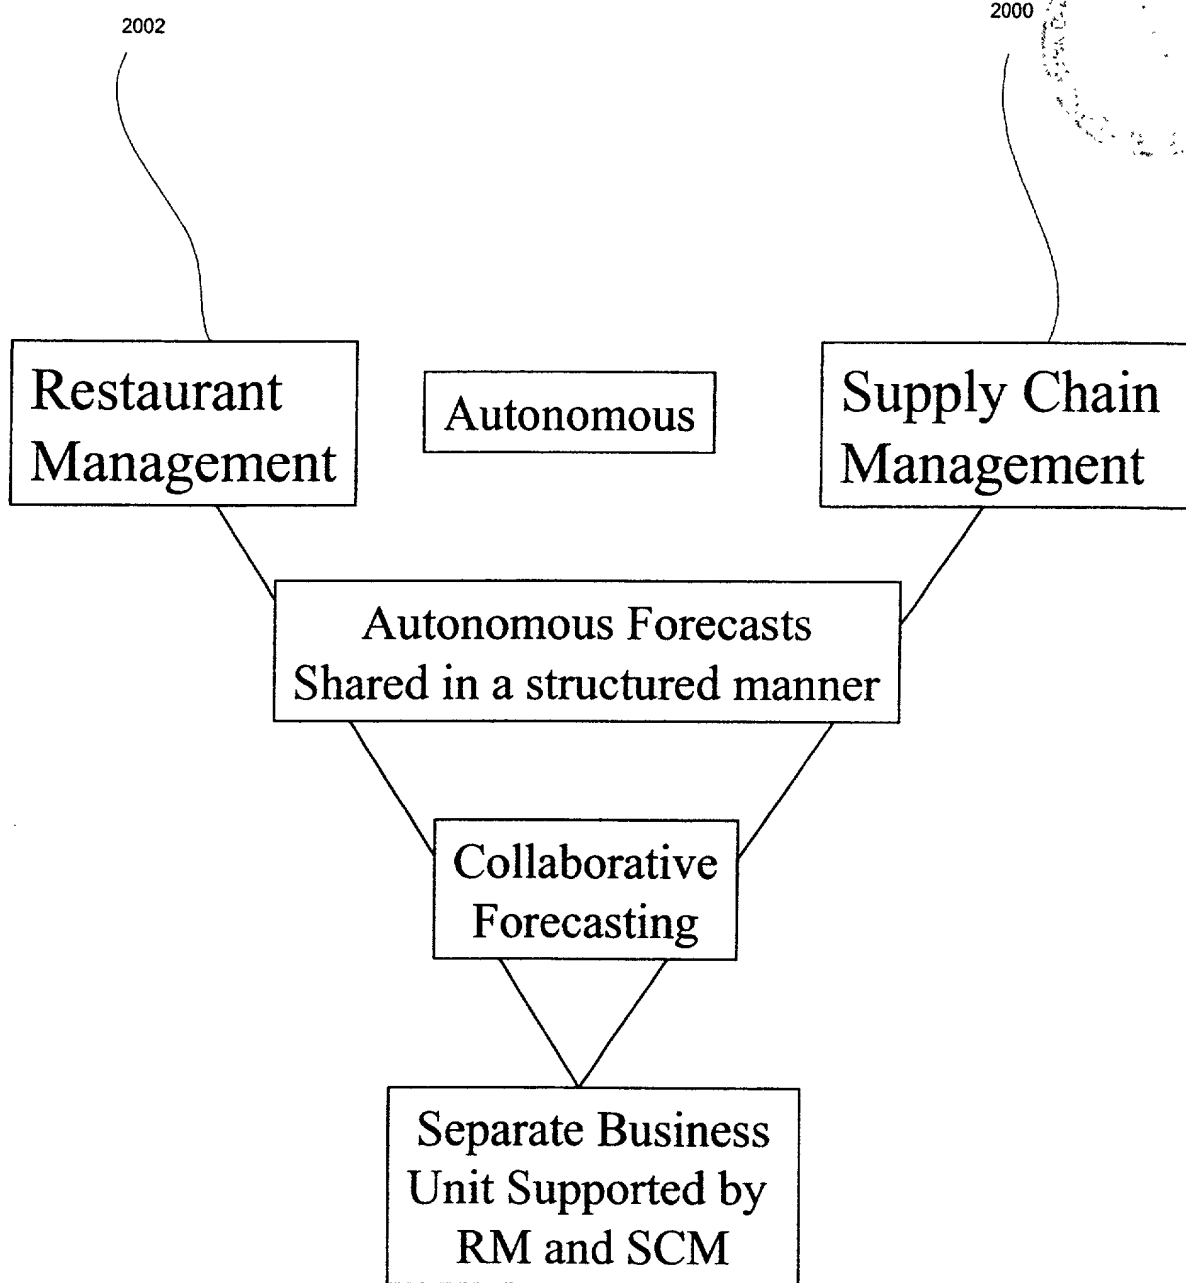 2002
2000
Restaurant
Management
Autonomous
Supply Chain
Management
Autonomous Forecasts
Shared in a structured manner
Collaborative
Forecasting
Separate Business
Unit Supported by
RM and SCM